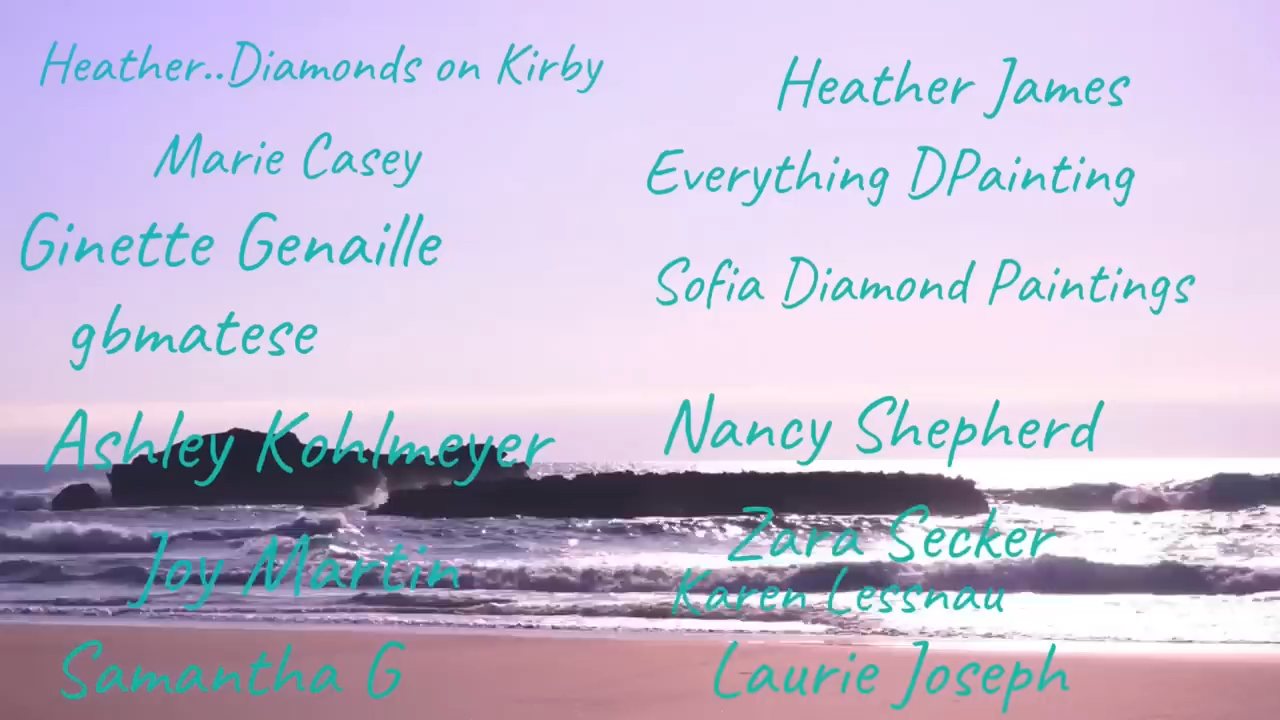 Heather..Diamonds on Kirby
Marie Casey
Ginette Genaille
gbmatese
Ashley Kohlmeyer
Joy Martin
Samantha G
Heather James
Everything DPainting
Sofia Diamond Paintings
Nancy Shepherd
Zara Secker
Karen Lessnau
Laurie Joseph